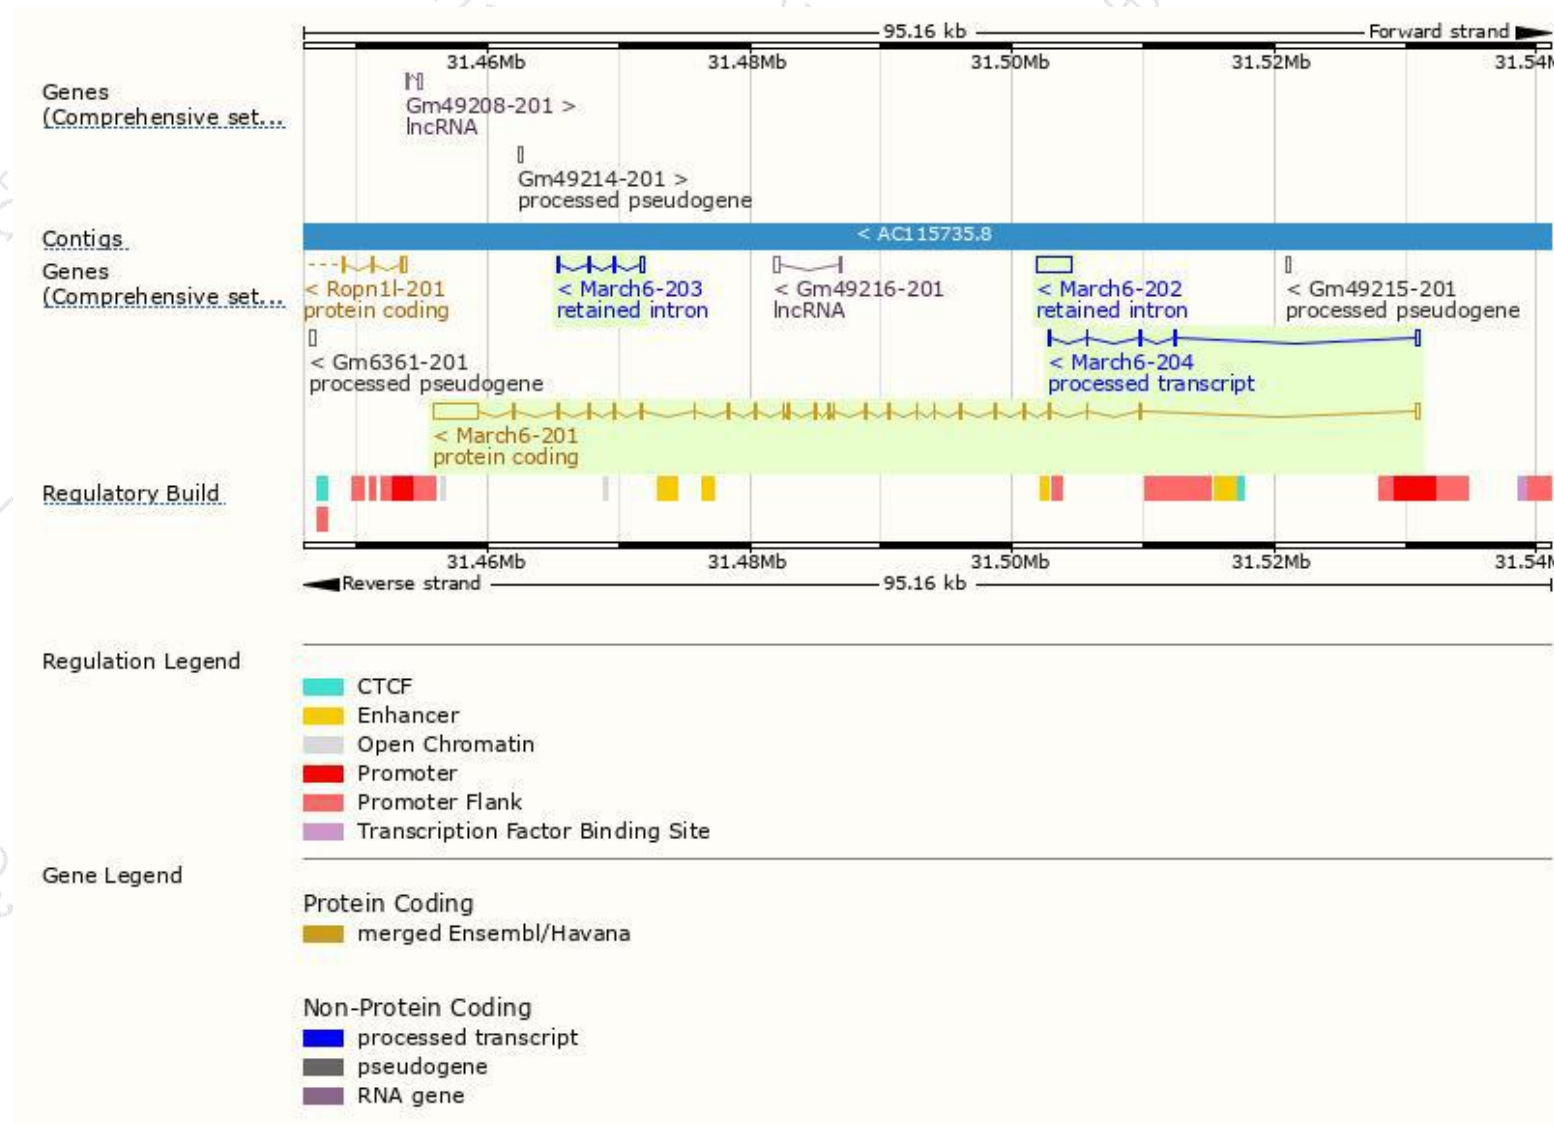 95.16 kb
Forward strand
31.46Mb 31.48Mb 31.50Mb 31.52Mb 31.54M
Genes
(Comprehensive set...
Gm49208-201 >
lncRNA
Gm49214-201 >
processed pseudogene
Contigs
< AC115735.8
Genes
(Comprehensive set...
< Ropn1l-201
protein coding
< March6-203
retained intron
< Gm49216-201
lncRNA
< March6-202
retained intron
< Gm49215-201
processed pseudogene
< Gm6361-201
processed pseudogene
< March6-204
processed transcript
< March6-201
protein coding
Regulatory Build
31.46Mb 31.48Mb 31.50Mb 31.52Mb 31.54M
Reverse strand
95.16 kb
Regulation Legend
CTCF
Enhancer
Open Chromatin
Promoter
Promoter Flank
Transcription Factor Binding Site
Gene Legend
Protein Coding
merged Ensembl/Havana
Non-Protein Coding
processed transcript
pseudogene
RNA gene